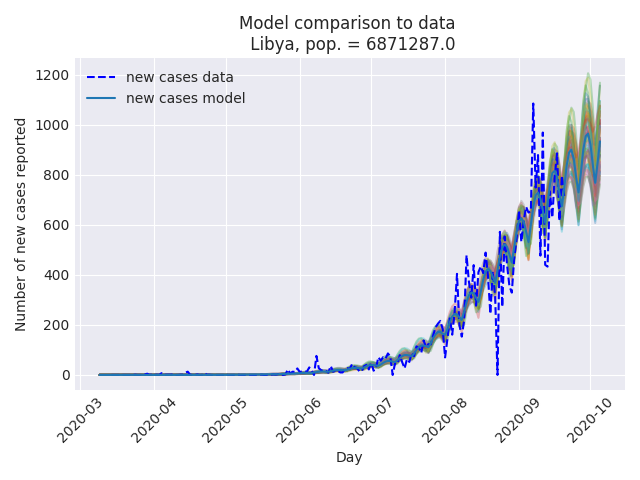 Model comparison to data
Libya, pop. = 6871287.0
new cases data
new cases model
Number of new cases reported
1200
1000
800
600
400
200
0
2020-03
2020-04
2020-05
2020-06
2020-07
2020-08
2020-09
2020-10
Day